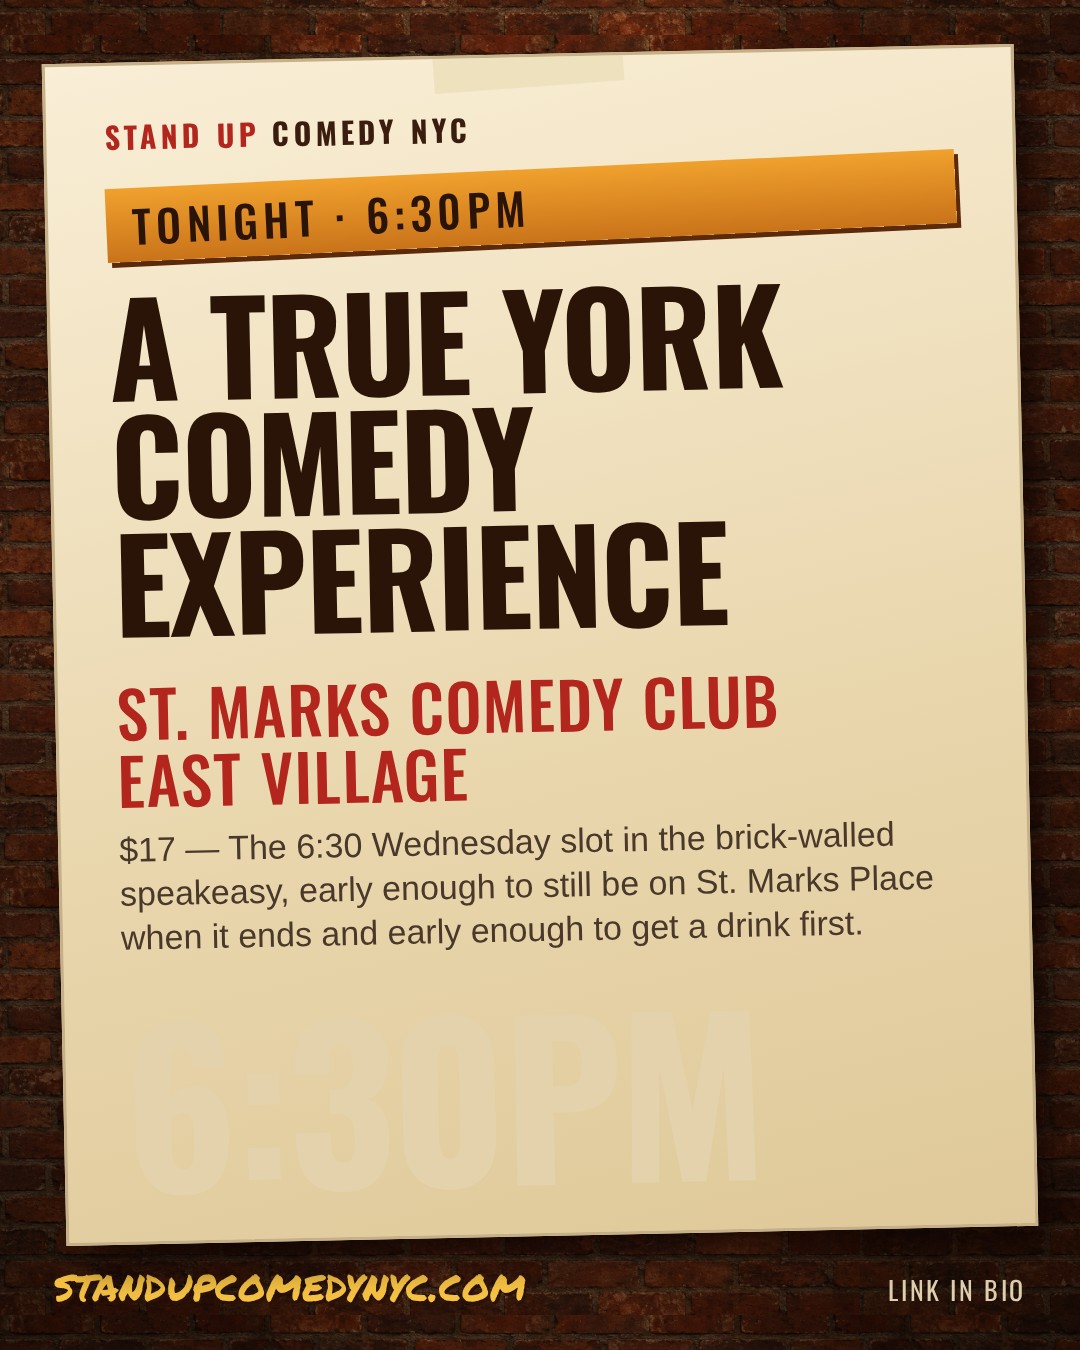 STAND UP COMEDY NYC
TONIGHT · 6:30PM
A TRUE YORK
COMEDY
EXPERIENCE
ST. MARKS COMEDY CLUB
EAST VILLAGE
$17 — The 6:30 Wednesday slot in the brick-walled
speakeasy, early enough to still be on St. Marks Place
when it ends and early enough to get a drink first.
6:30PM
STANDUPCOMEDYNYC.COM
LINK IN BIO